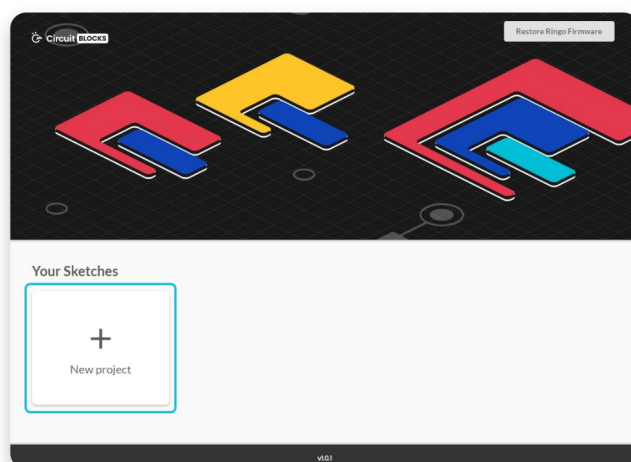 Circuit BLOCKS
Restore Ringo Firmware
Your Sketches
New project
v1.0.1